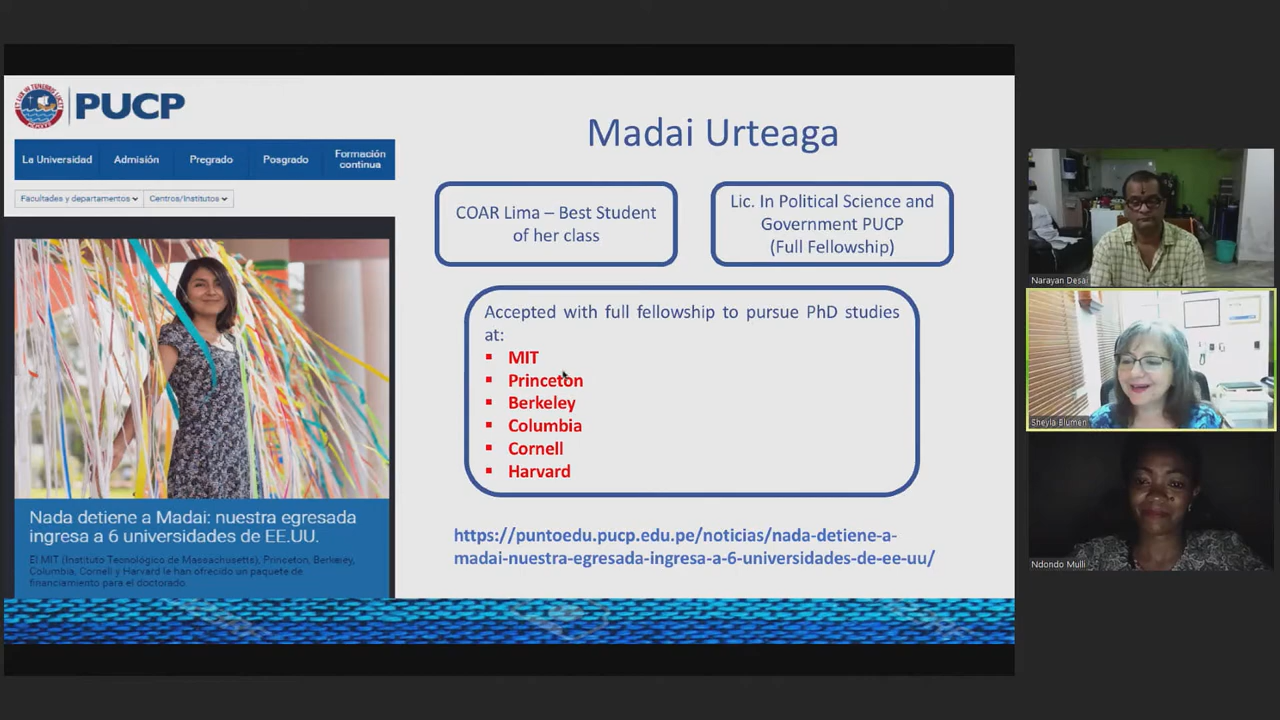 PUCP
La Universidad
Admisión
Pregrado
Posgrado
Formación
continua
Facultades y departamentos
Centros/Institutos
Nada detiene a Madai: nuestra egresada
ingresa a 6 universidades de EE.UU.
El MIT (Instituto Tecnológico de Massachusetts), Princeton, Berkeley,
Columbia, Cornell y Harvard le han ofrecido un paquete de
financiamiento para el doctorado.
Madai Urteaga
COAR Lima – Best Student
of her class
Lic. In Political Science and
Government PUCP
(Full Fellowship)
Accepted with full fellowship to pursue PhD studies
at:
▪ MIT
▪ Princeton
▪ Berkeley
▪ Columbia
▪ Cornell
▪ Harvard
https://puntoedu.pucp.edu.pe/noticias/nada-detiene-a-
madai-nuestra-egresada-ingresa-a-6-universidades-de-ee-uu/
Narayan Desai
Sheyla Blumen
Ndondo Mulli